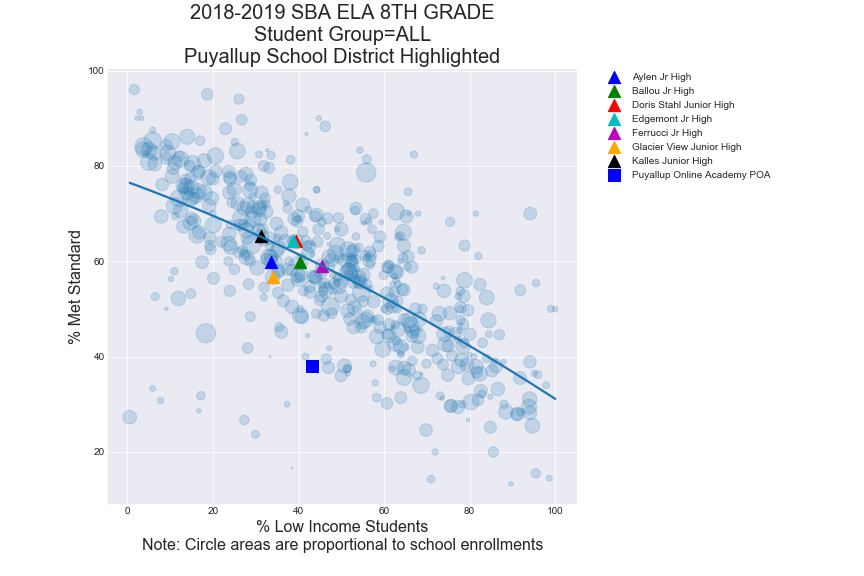 2018-2019 SBA ELA 8TH GRADE
Student Group=ALL
Puyallup School District Highlighted
100
80
60
40
20
% Met Standard
0
20
40
60
80
100
% Low Income Students
Note: Circle areas are proportional to school enrollments
Aylen Jr High
Ballou Jr High
Doris Stahl Junior High
Edgemont Jr High
Ferrucci Jr High
Glacier View Junior High
Kalles Junior High
Puyallup Online Academy POA